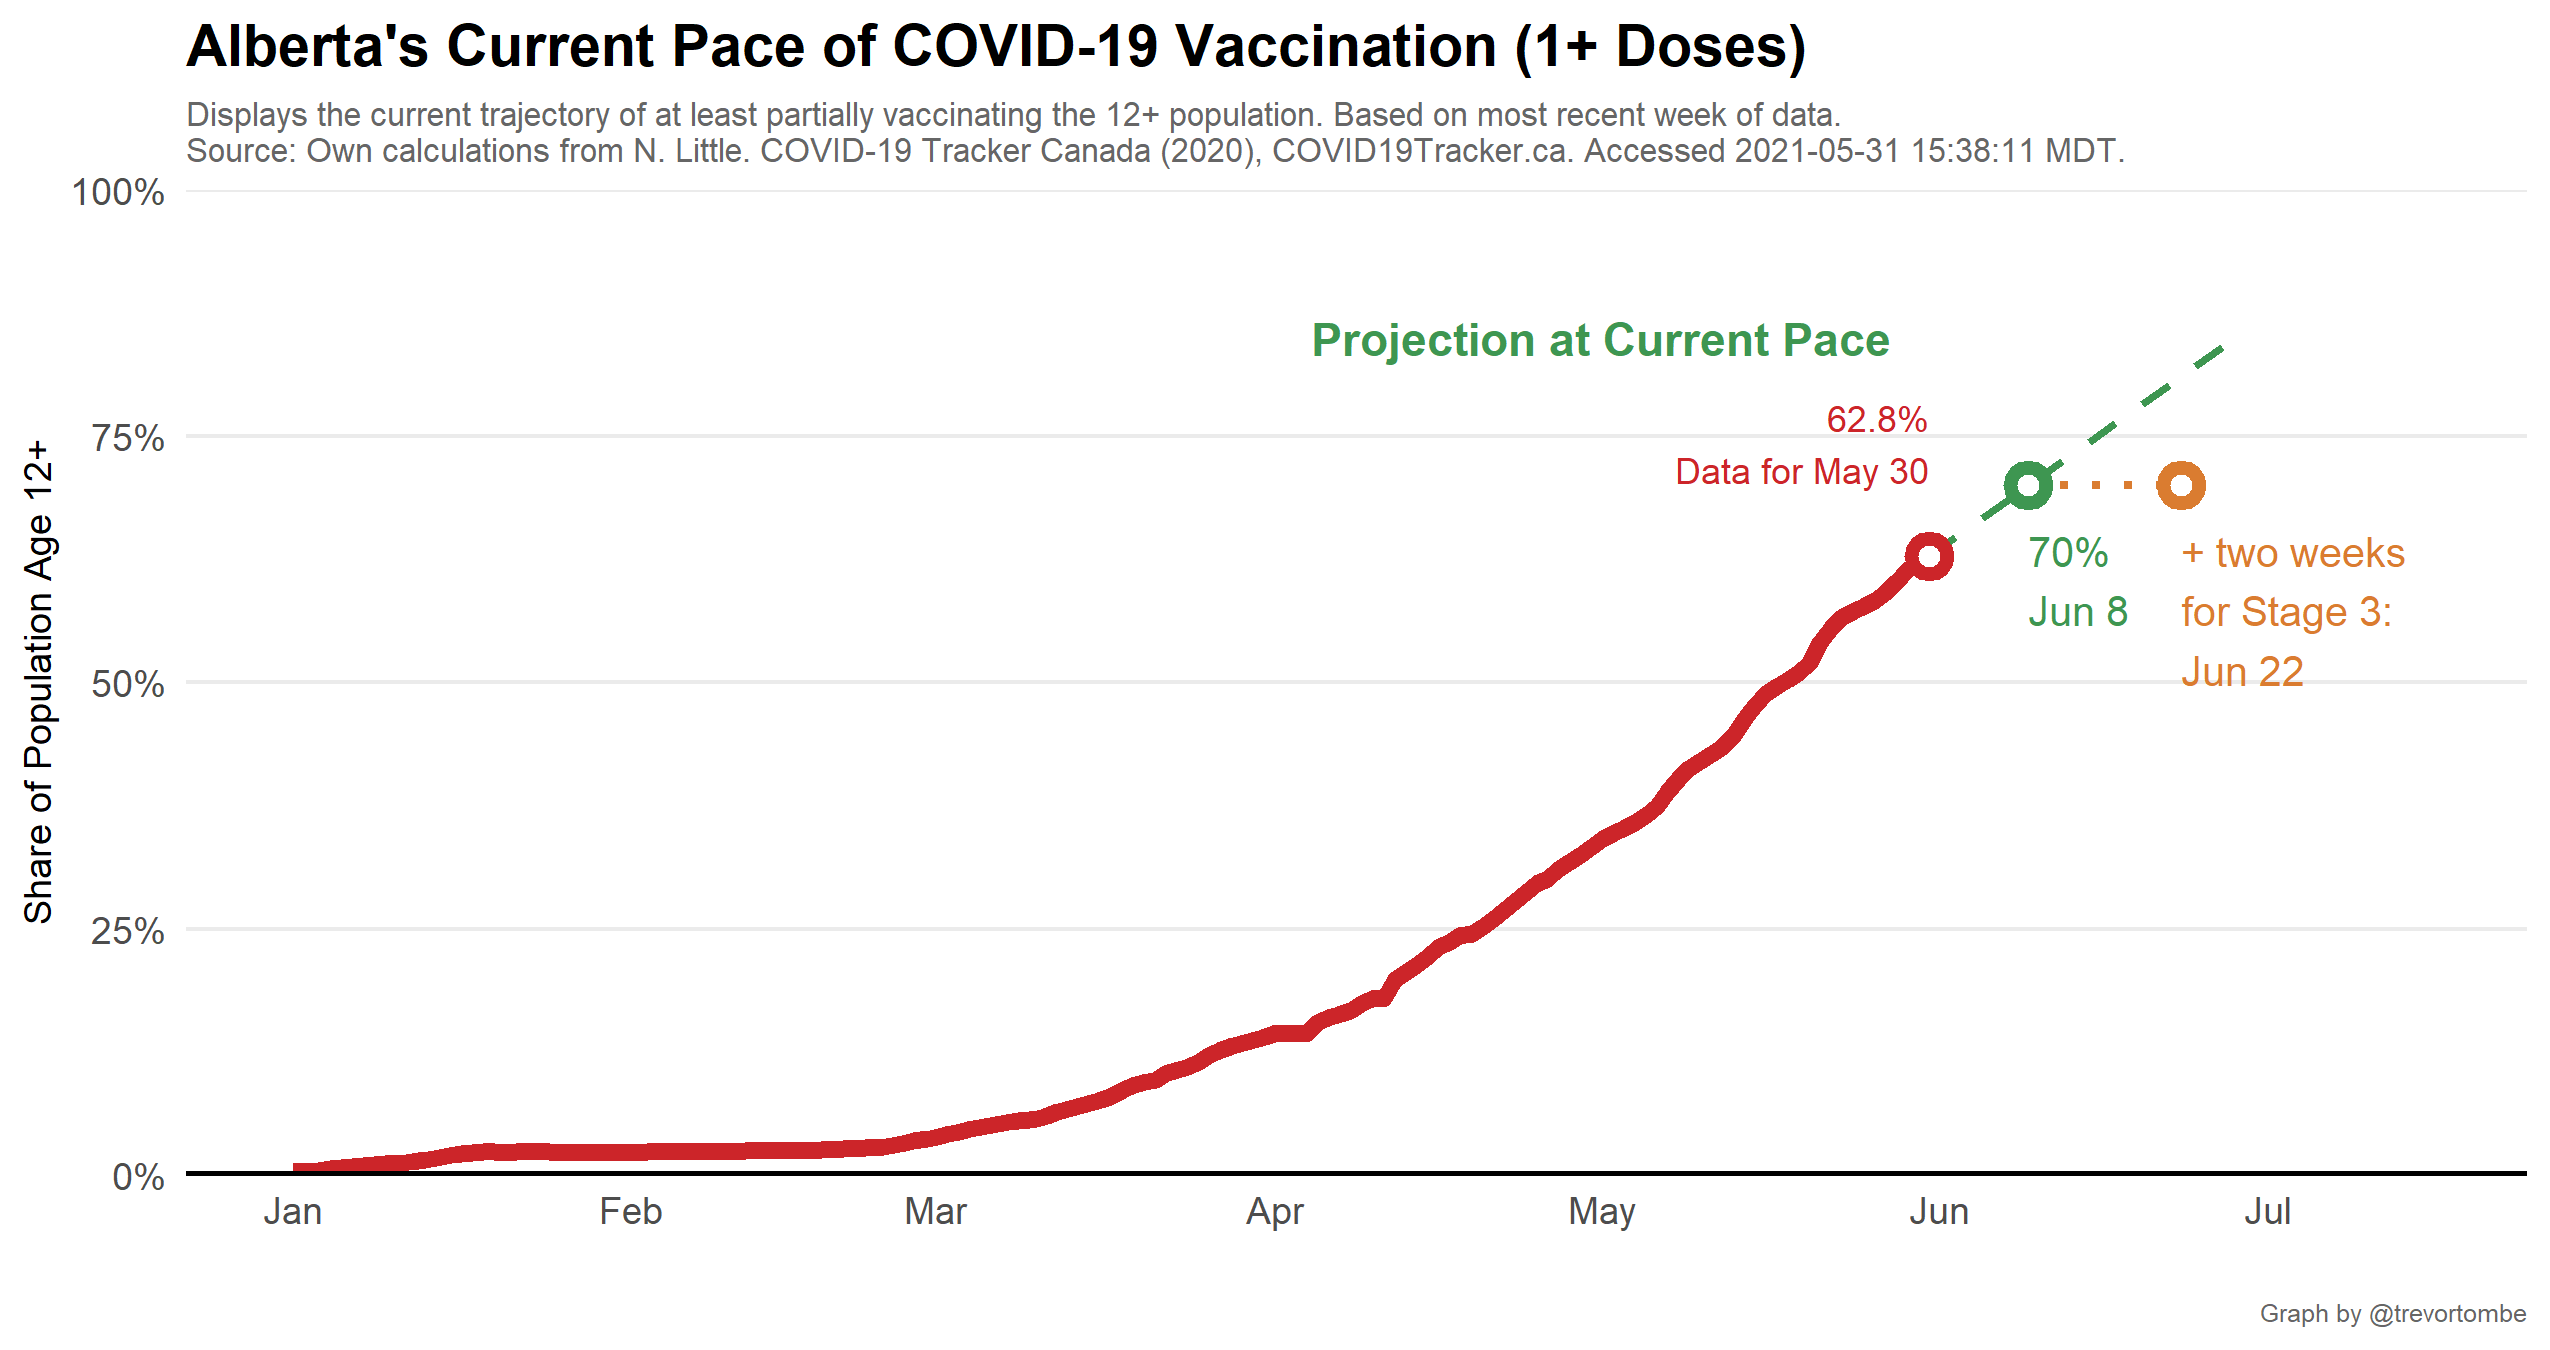 Alberta's Current Pace of COVID-19 Vaccination (1+ Doses)
Displays the current trajectory of at least partially vaccinating the 12+ population. Based on most recent week of data.
Source: Own calculations from N. Little. COVID-19 Tracker Canada (2020), COVID19Tracker.ca. Accessed 2021-05-31 15:38:11 MDT.
Share of Population Age 12+
100%
75%
50%
25%
0%
Projection at Current Pace
62.8%
Data for May 30
70%
Jun 8
+ two weeks
for Stage 3:
Jun 22
Jan
Feb
Mar
Apr
May
Jun
Jul
Graph by @trevortombe